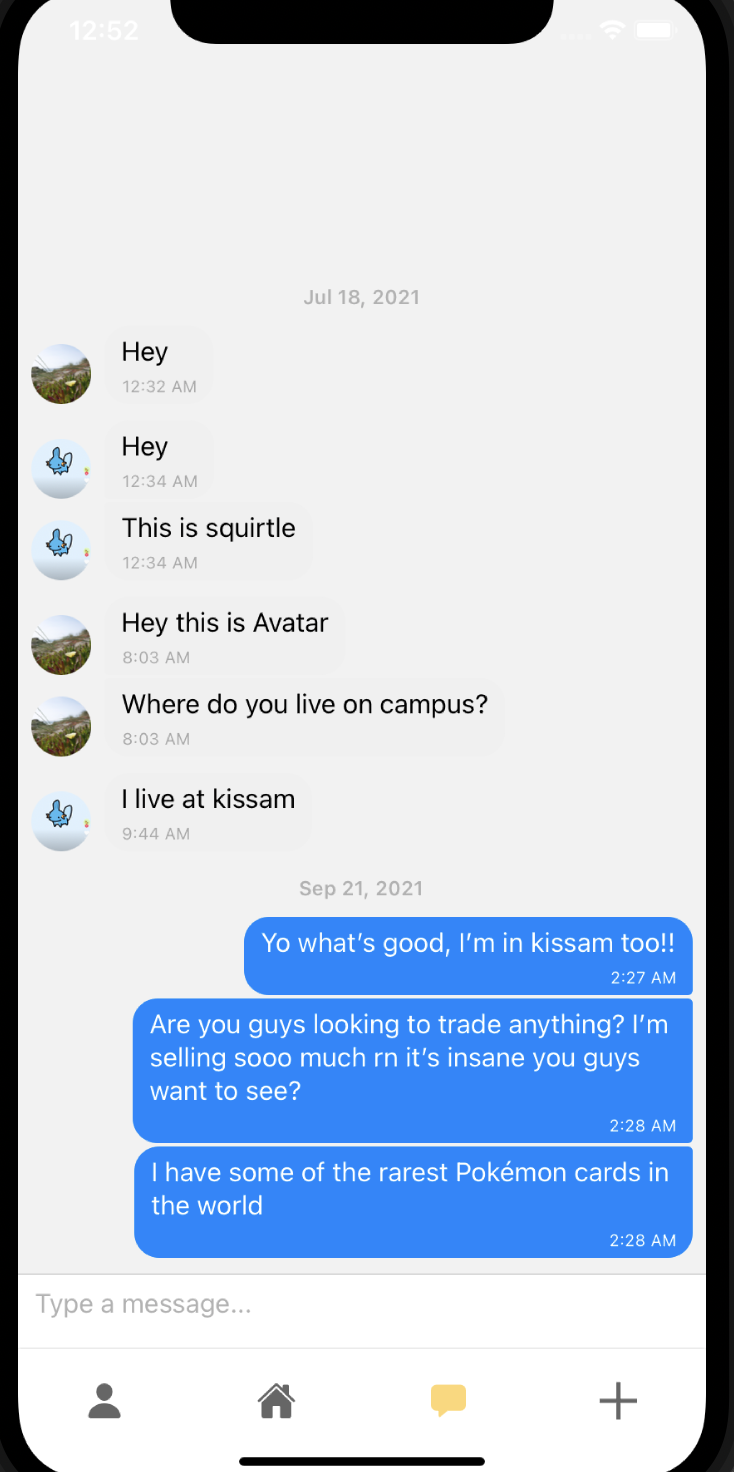 12:52
Jul 18, 2021
Hey
12:32 AM
Hey
12:34 AM
This is squirtle
12:34 AM
Hey this is Avatar
8:03 AM
Where do you live on campus?
8:03 AM
I live at kissam
9:44 AM
Sep 21, 2021
Yo what’s good, I’m in kissam too!!
2:27 AM
Are you guys looking to trade anything? I’m
selling sooo much rn it’s insane you guys
want to see?
2:28 AM
I have some of the rarest Pokémon cards in
the world
2:28 AM
Type a message...